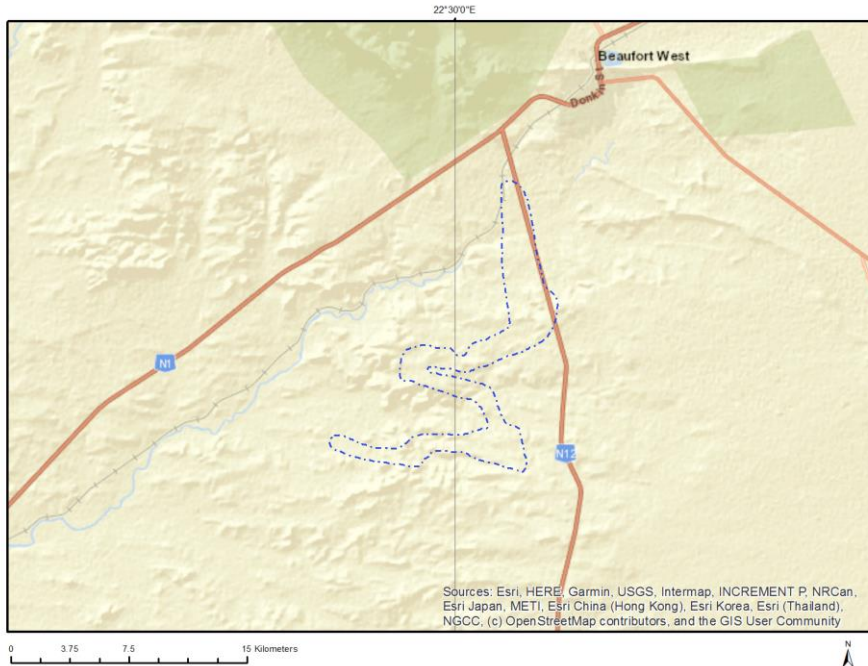 22°30'0"E
Beaufort West
Donkin St
N1
N12
Sources: Esri, HERE, Garmin, USGS, Intermap, INCREMENT P, NRCan,
Esri Japan, METI, Esri China (Hong Kong), Esri Korea, Esri (Thailand),
NGCC, (c) OpenStreetMap contributors, and the GIS User Community
0 3.75 7.5 15 Kilometers
N